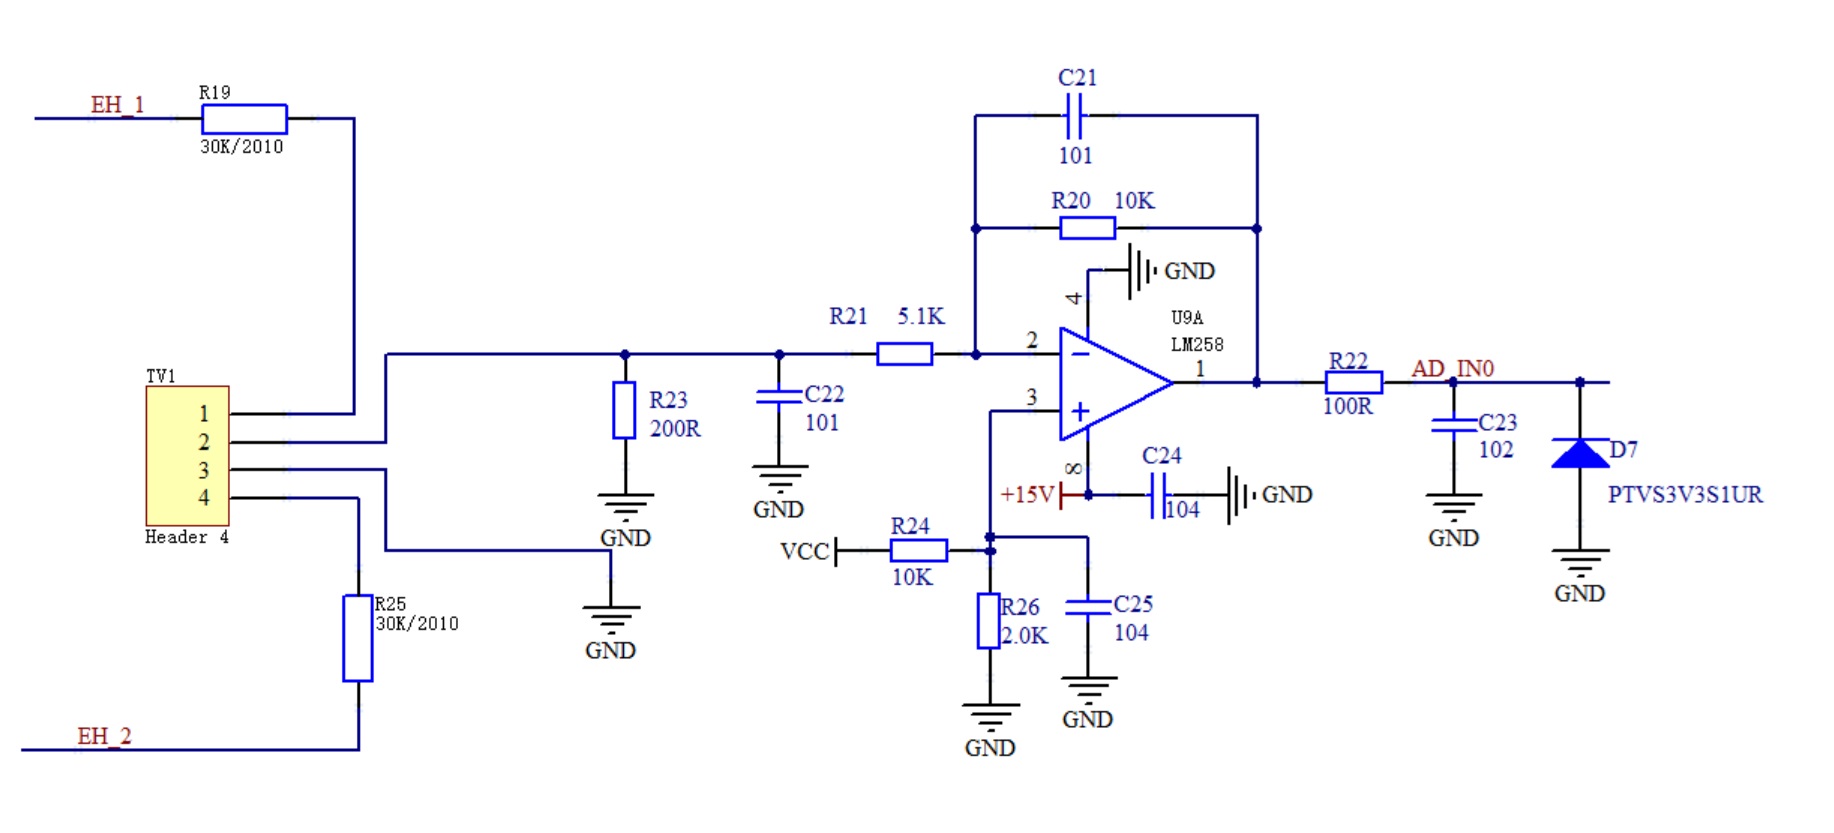 C21
101
EH_1
R19
30K/2010
R20 10K
4
GND
R21 5.1K
2
U9A
LM258
1
3
R22
100R
AD_IN0
TV1
1
2
3
4
Header 4
R23
200R
GND
C22
101
GND
8
+15V
C24
104
GND
C23
102
GND
D7
PTVS3V3S1UR
GND
VCC
R24
10K
R26
2.0K
GND
C25
104
GND
GND
R25
30K/2010
EH_2